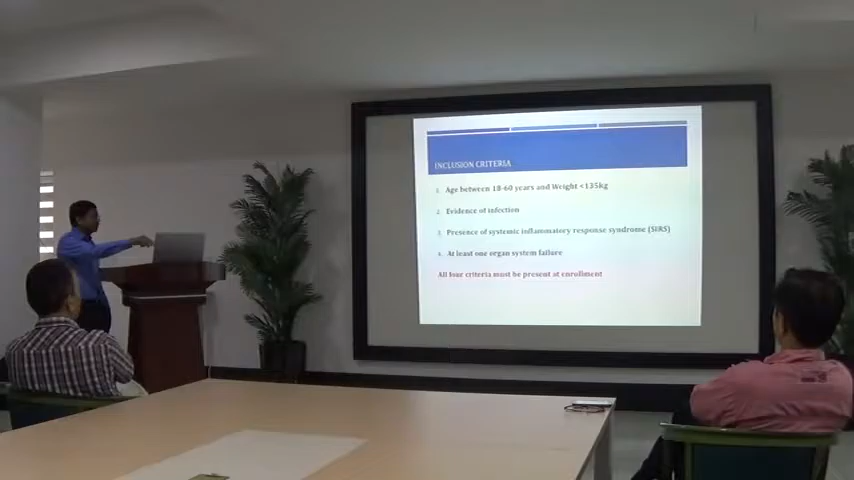 INCLUSION CRITERIA
1. Age between 18-60 years and Weight <135kg
2. Evidence of infection
3. Presence of systemic inflammatory response syndrome (SIRS)
4. At least one organ system failure
All four criteria must be present at enrollment